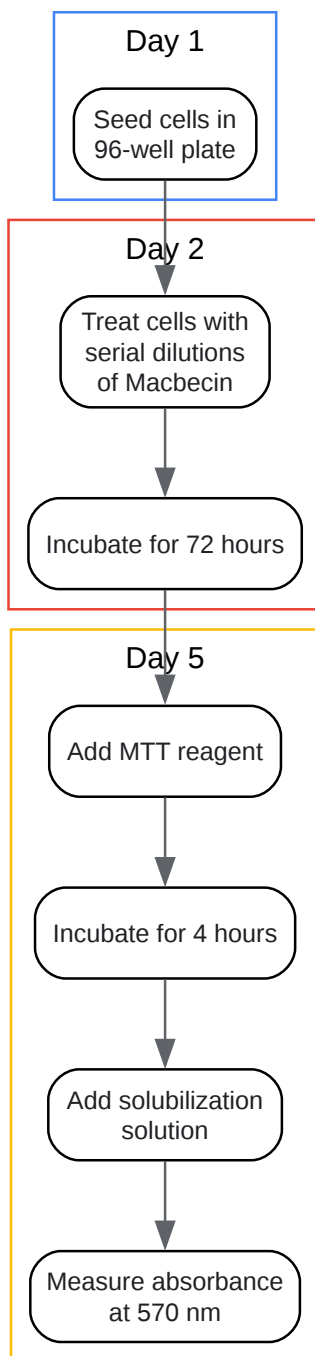 Day 1
Seed cells in
96-well plate
Day 2
Treat cells with
serial dilutions
of Macbecin
Incubate for 72 hours
Day 5
Add MTT reagent
Incubate for 4 hours
Add solubilization
solution
Measure absorbance
at 570 nm